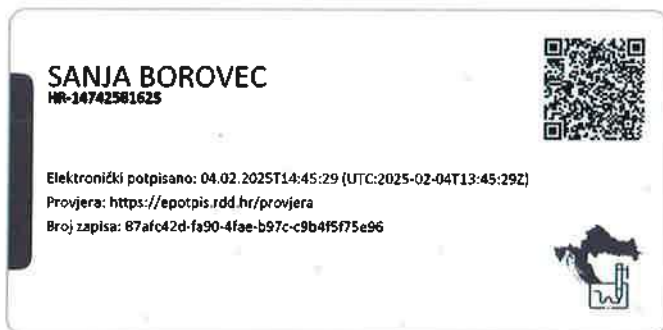 SANJA BOROVEC
HR-14742581625
Elektronički potpisano: 04.02.2025T14:45:29 (UTC:2025-02-04T13:45:29Z)
Provjera: https://epotpis.rdd.hr/provjera
Broj zapisa: 87afc42d-fa90-4fae-b97c-c9b4f5f75e96